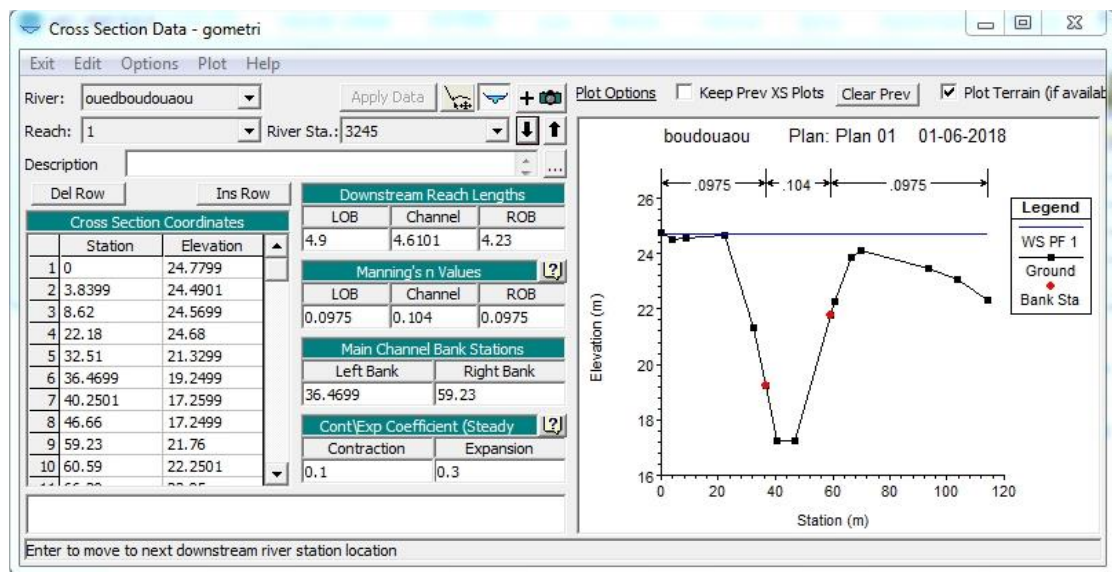 Cross Section Data - gometri
Exit Edit Options Plot Help
River: ouedboudouaou Apply Data Plot Options Keep Prev XS Plots Clear Prev Plot Terrain (if availab
Reach: 1 River Sta.: 3245
Description ...
Del Row Ins Row
Cross Section Coordinates
Station Elevation
1 0 24.7799
2 3.8399 24.4901
3 8.62 24.5699
4 22.18 24.68
5 32.51 21.3299
6 36.4699 19.2499
7 40.2501 17.2599
8 46.66 17.2499
9 59.23 21.76
10 60.59 22.2501
Downstream Reach Lengths
LOB Channel ROB
4.9 4.6101 4.23
Manning's n Values
LOB Channel ROB
0.0975 0.104 0.0975
Main Channel Bank Stations
Left Bank Right Bank
36.4699 59.23
Cont\Exp Coefficient (Steady
Contraction Expansion
0.1 0.3
boudouaou Plan: Plan 01 01-06-2018
.0975 .104 .0975
26
24
22
20
18
16
0 20 40 60 80 100 120
Elevation (m)
Station (m)
Legend
WS PF 1
Ground
Bank Sta
Enter to move to next downstream river station location